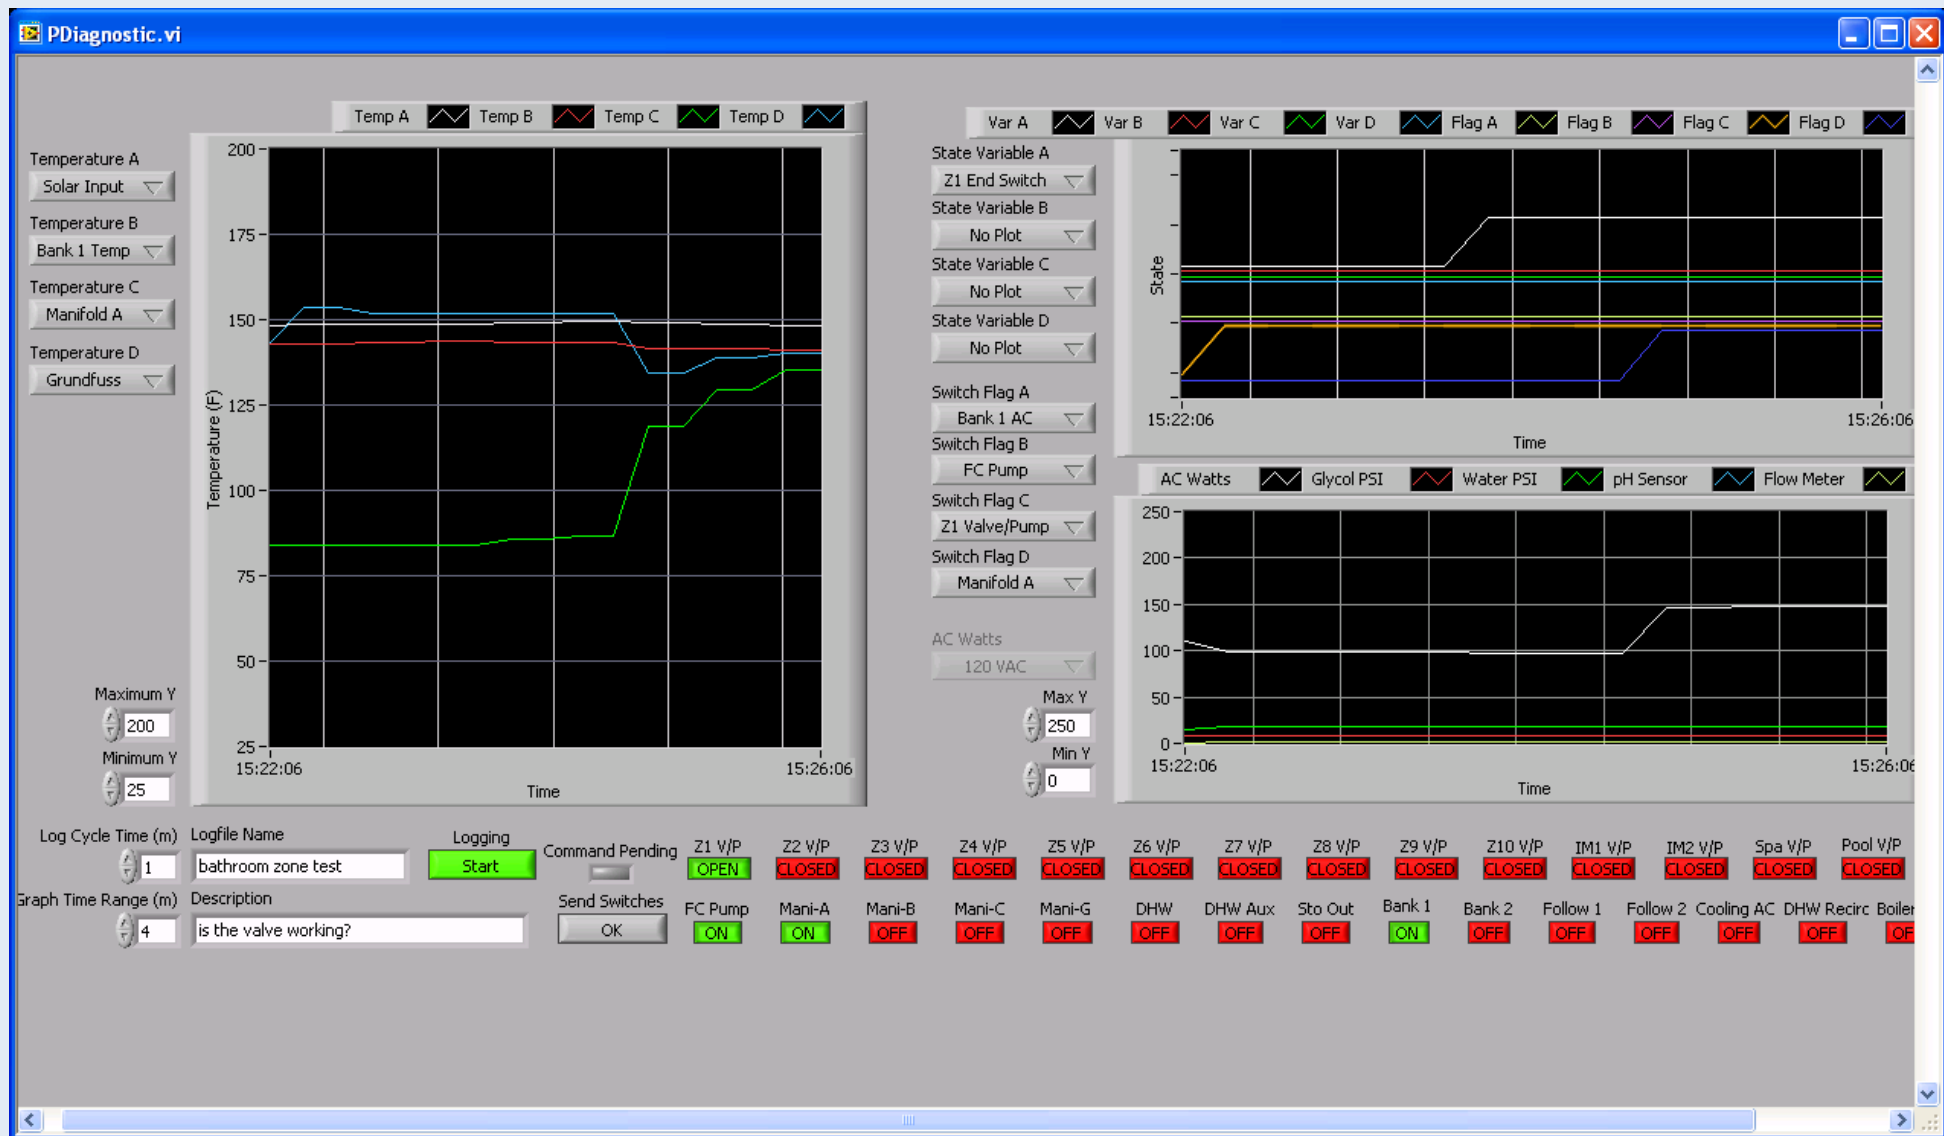 PDiagnostic.vi
Temp A Temp B Temp C Temp D
Temperature A
Solar Input
Temperature B
Bank 1 Temp
Temperature C
Manifold A
Temperature D
Grundfuss
Maximum Y
200
Minimum Y
25
Temperature (F)
200
175
150
125
100
75
50
25
15:22:06 15:26:06
Time
Var A Var B Var C Var D Flag A Flag B Flag C Flag D
State Variable A
Z1 End Switch
State Variable B
No Plot
State Variable C
No Plot
State Variable D
No Plot
Switch Flag A
Bank 1 AC
Switch Flag B
FC Pump
Switch Flag C
Z1 Valve/Pump
Switch Flag D
Manifold A
AC Watts
120 VAC
Max Y
250
Min Y
0
State
15:22:06 15:26:06
Time
AC Watts Glycol PSI Water PSI pH Sensor Flow Meter
250
200
150
100
50
0
15:22:06 15:26:06
Time
Log Cycle Time (m)
1
Graph Time Range (m)
4
Logfile Name
bathroom zone test
Description
is the valve working?
Logging
Start
Command Pending
Send Switches
OK
Z1 V/P Z2 V/P Z3 V/P Z4 V/P Z5 V/P Z6 V/P Z7 V/P Z8 V/P Z9 V/P Z10 V/P IM1 V/P IM2 V/P Spa V/P Pool V/P
OPEN CLOSED CLOSED CLOSED CLOSED CLOSED CLOSED CLOSED CLOSED CLOSED CLOSED CLOSED CLOSED CLOSED
FC Pump Mani-A Mani-B Mani-C Mani-G DHW DHW Aux Sto Out Bank 1 Bank 2 Follow 1 Follow 2 Cooling AC DHW Recirc Boiler
ON ON OFF OFF OFF OFF OFF OFF ON OFF OFF OFF OFF OFF OF